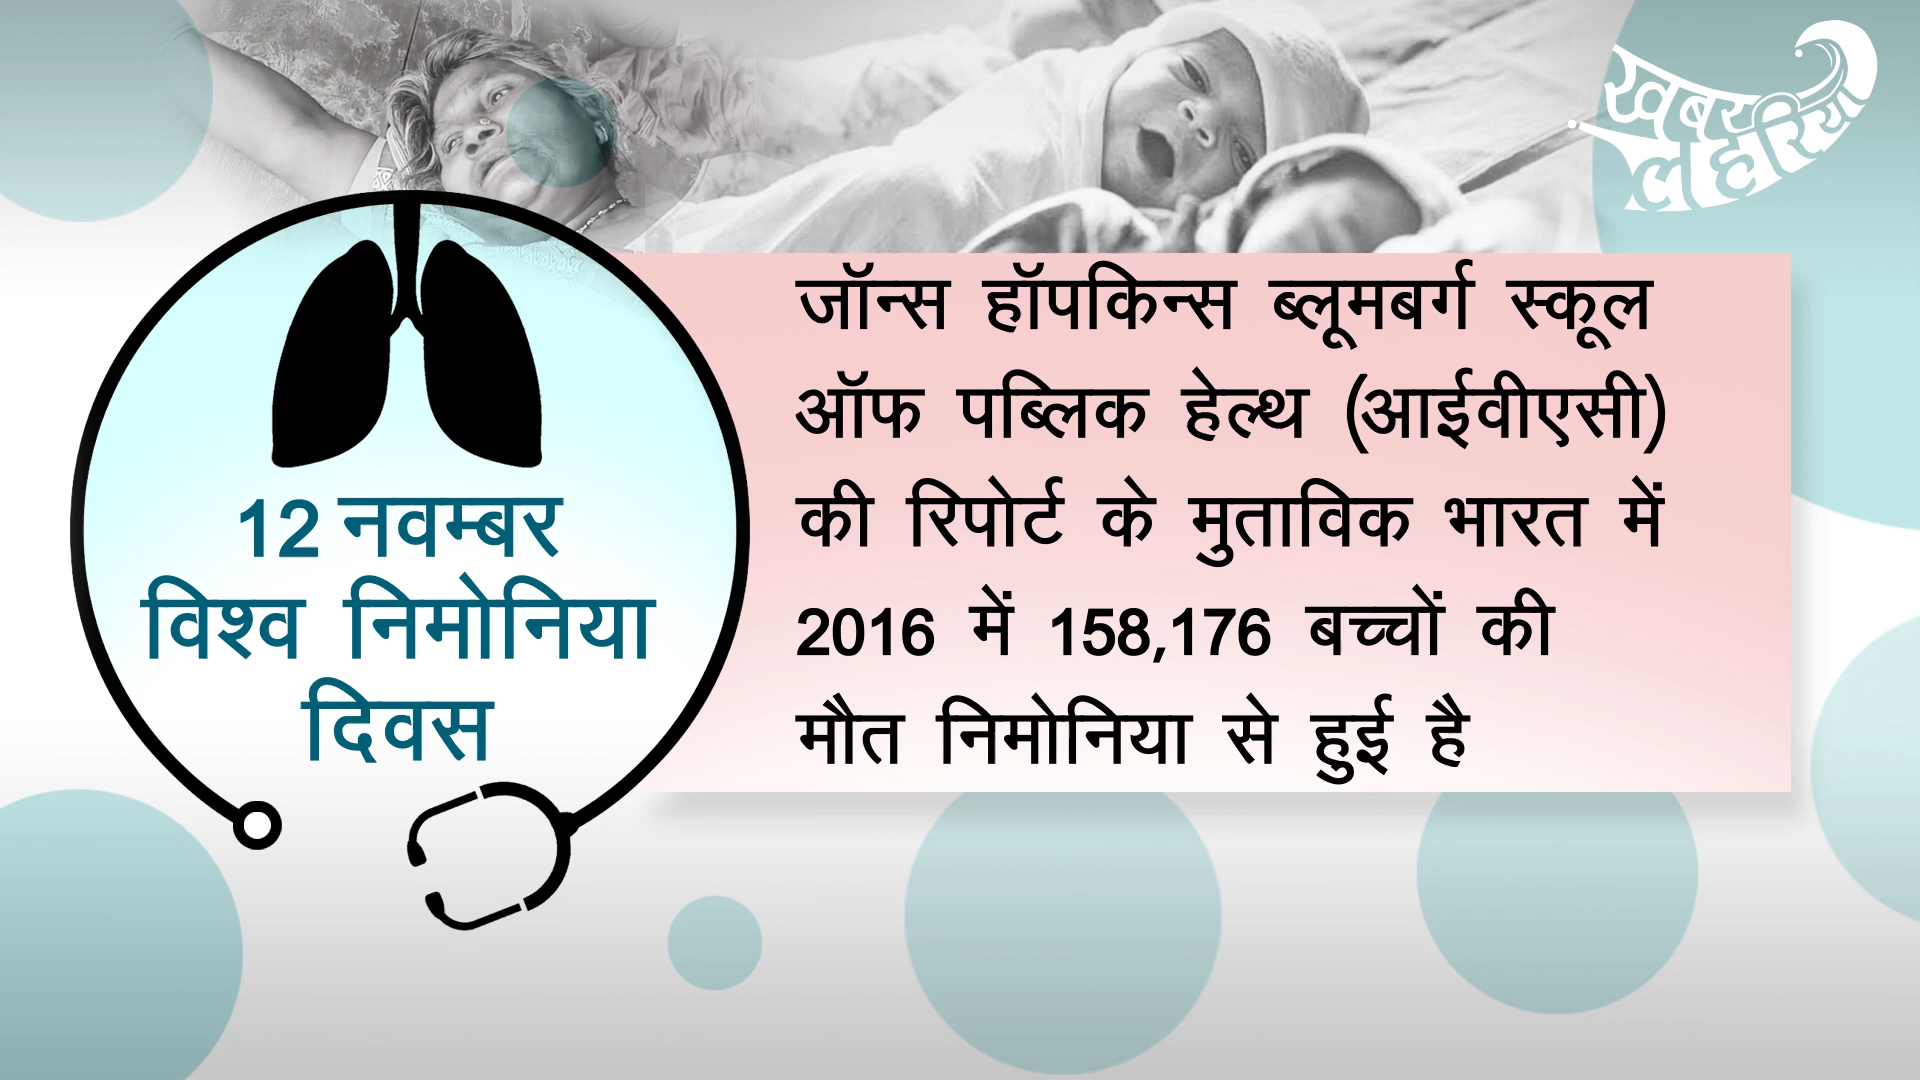 खबर
लहरिया
जॉन्स हॉपकिन्स ब्लूमबर्ग स्कूल
ऑफ पब्लिक हेल्थ (आईवीएसी)
की रिपोर्ट के मुताविक भारत में
2016 में 158,176 बच्चों की
मौत निमोनिया से हुई है
12 नवम्बर
विश्व निमोनिया
दिवस